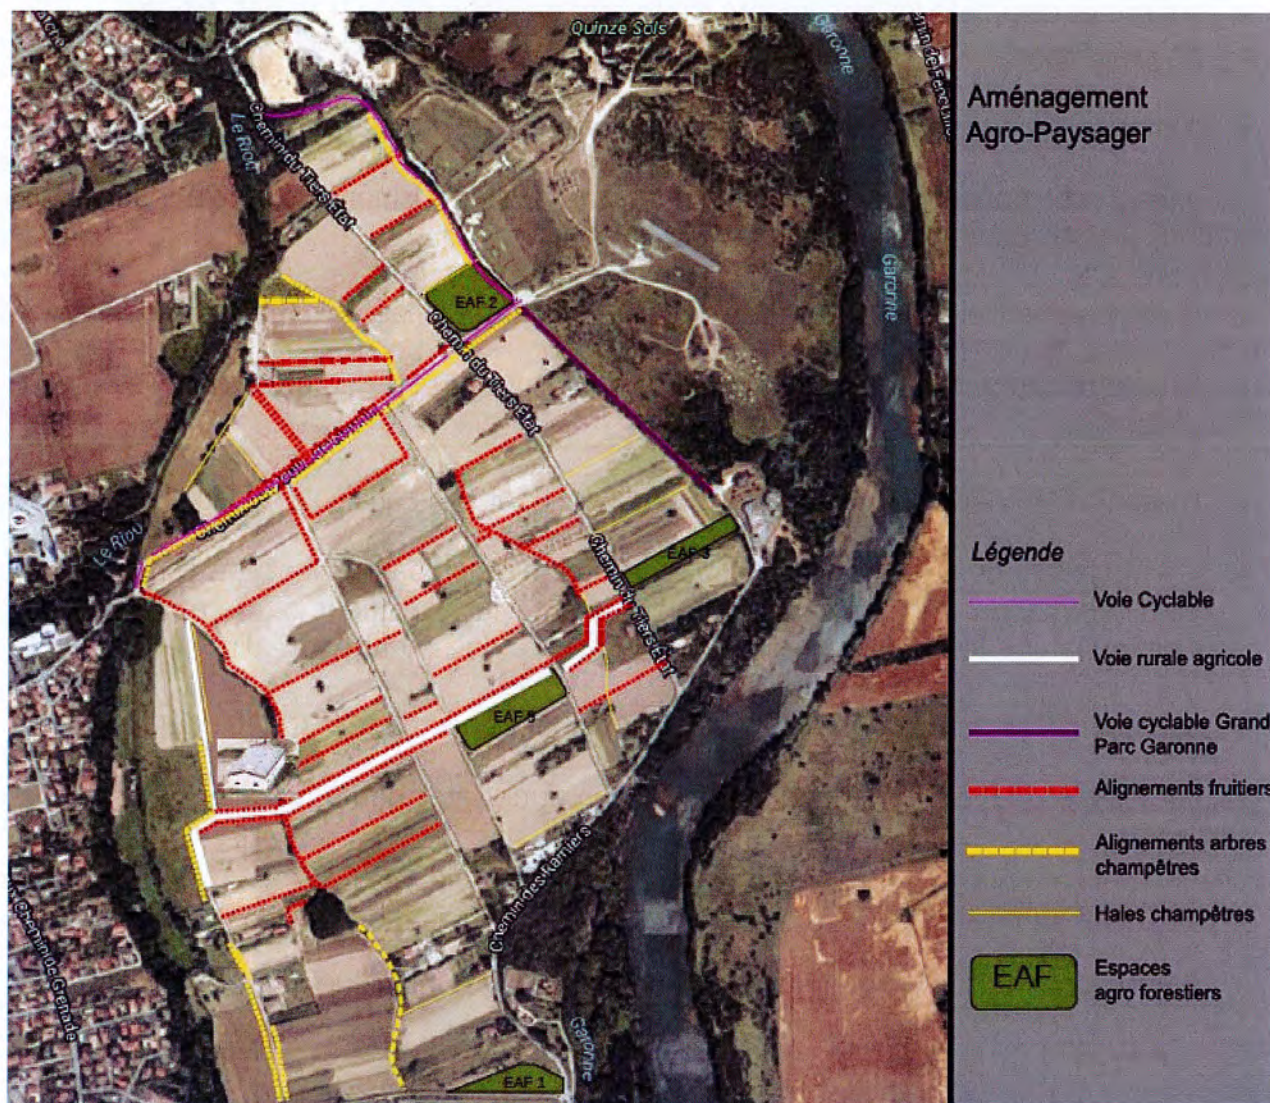 Quinze Sols
Garonne
Chemin du Tiers État
Le Riou
Garonne
EAF 2
Chemin du Tiers État
Le Riou
EAF 3
Chemin du Tiers État
EAF 5
Chemin des Ramiers
Chemin de Grenade
Garonne
EAF 1
Aménagement
Agro-Paysager
Légende
Voie Cyclable
Voie rurale agricole
Voie cyclable Grand
Parc Garonne
Alignements fruitiers
Alignements arbres
champêtres
Haies champêtres
EAF
Espaces
agro forestiers